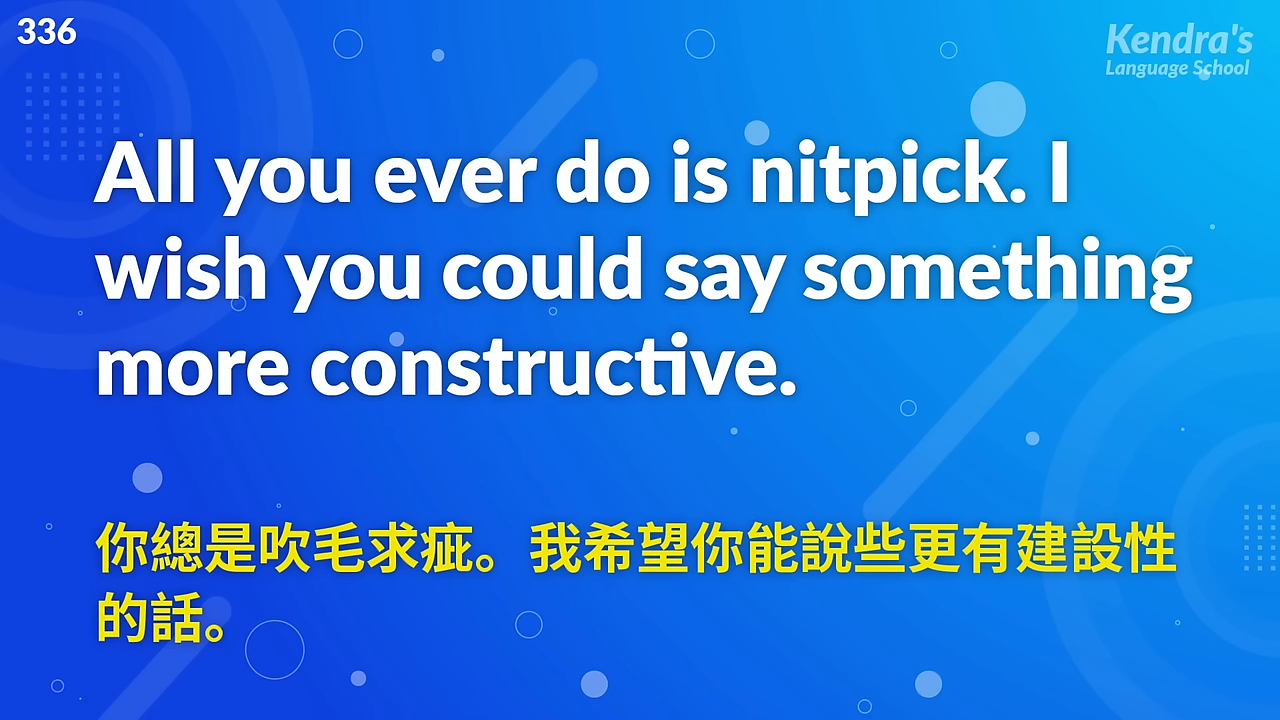 336
Kendra's
Language School
All you ever do is nitpick. I
wish you could say something
more constructive.
你總是吹毛求疵。我希望你能說些更有建設性
的話。